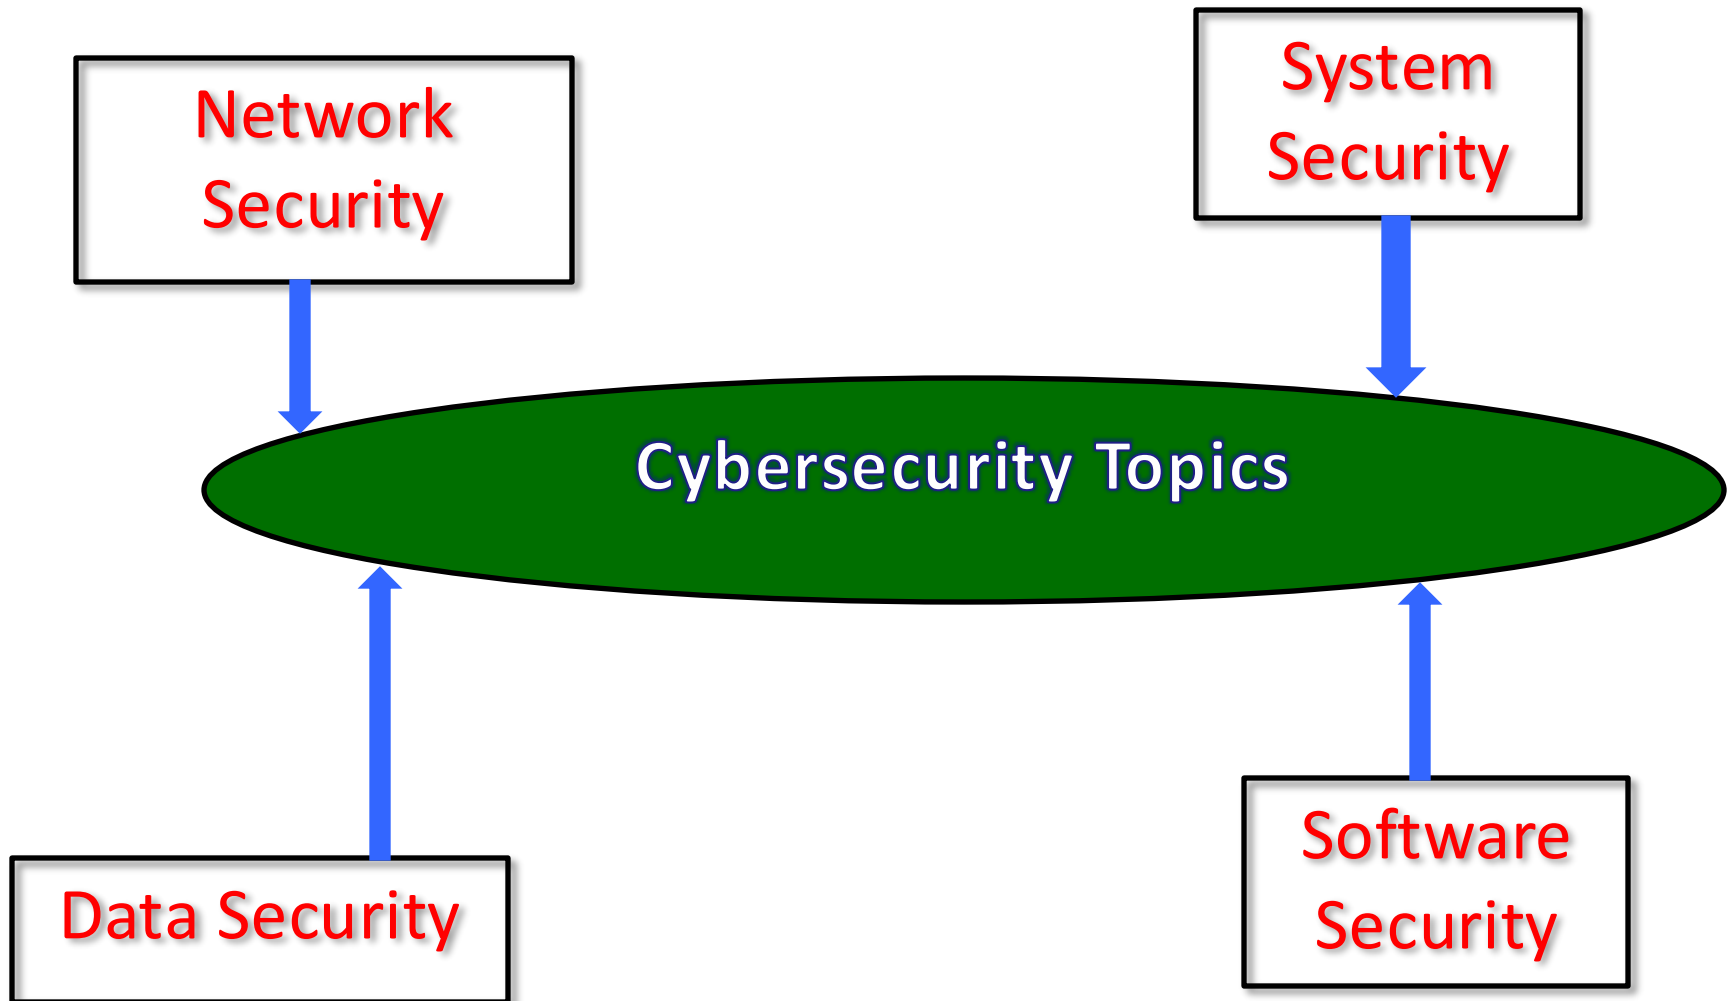 Network
Security
System
Security
Cybersecurity Topics
Data Security
Software
Security